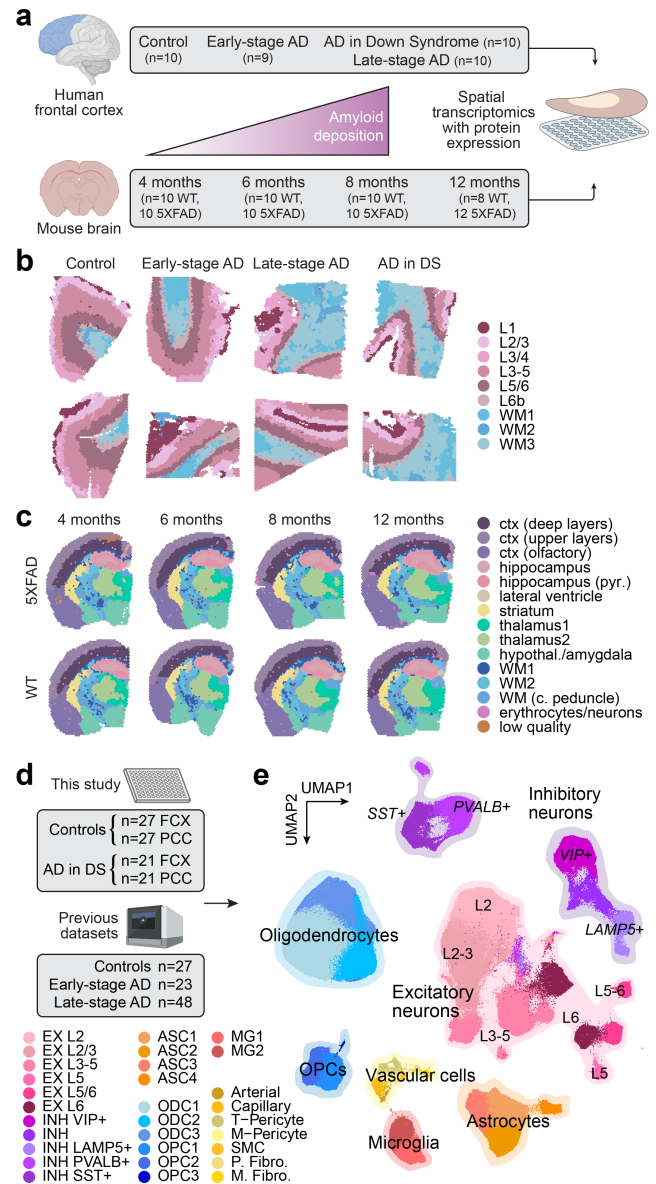 a
Control
(n=10)
Early-stage AD
(n=9)
AD in Down Syndrome (n=10)
Late-stage AD (n=10)
Human
frontal cortex
Amyloid
deposition
Spatial
transcriptomics
with protein
expression
Mouse brain
4 months
(n=10 WT,
10 5XFAD)
6 months
(n=10 WT,
10 5XFAD)
8 months
(n=10 WT,
10 5XFAD)
12 months
(n=8 WT,
12 5XFAD)
b
Control
Early-stage AD
Late-stage AD
AD in DS
L1
L2/3
L3/4
L3-5
L5/6
L6b
WM1
WM2
WM3
c
4 months
6 months
8 months
12 months
5XFAD
WT
ctx (deep layers)
ctx (upper layers)
ctx (olfactory)
hippocampus
hippocampus (pyr.)
lateral ventricle
striatum
thalamus1
thalamus2
hypothal./amygdala
WM1
WM2
WM (c. peduncle)
erythrocytes/neurons
low quality
d
This study
Controls { n=27 FCX
n=27 PCC
AD in DS { n=21 FCX
n=21 PCC
Previous
datasets
Controls n=27
Early-stage AD n=23
Late-stage AD n=48
e
UMAP1
UMAP2
SST+
PVALB+
Inhibitory
neurons
VIP+
LAMP5+
Oligodendrocytes
L2
L2-3
Excitatory
neurons
L3-5
L5-6
L6
L5
OPCs
Vascular cells
Microglia
Astrocytes
EX L2
EX L2/3
EX L3-5
EX L5
EX L5/6
EX L6
INH VIP+
INH
INH LAMP5+
INH PVALB+
INH SST+
ASC1
ASC2
ASC3
ASC4
ODC1
ODC2
ODC3
OPC1
OPC2
OPC3
MG1
MG2
Arterial
Capillary
T-Pericyte
M-Pericyte
SMC
P. Fibro.
M. Fibro.